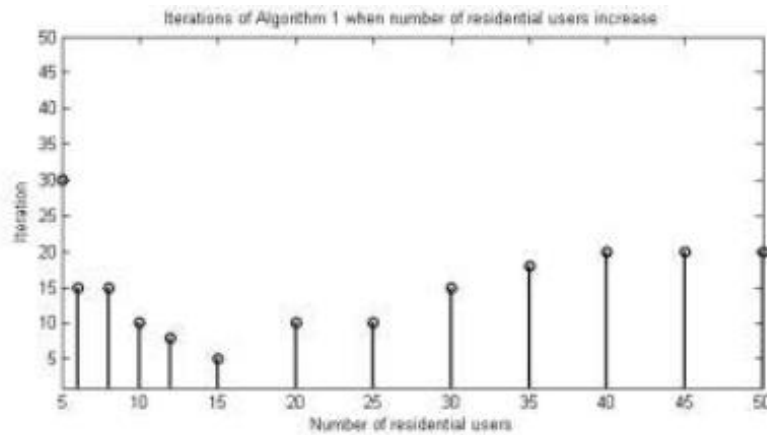 Iterations of Algorithm 1 when number of residential users increase
50
45
40
35
30
25
20
15
10
5
Iteration
5 10 15 20 25 30 35 40 45 50
Number of residential users